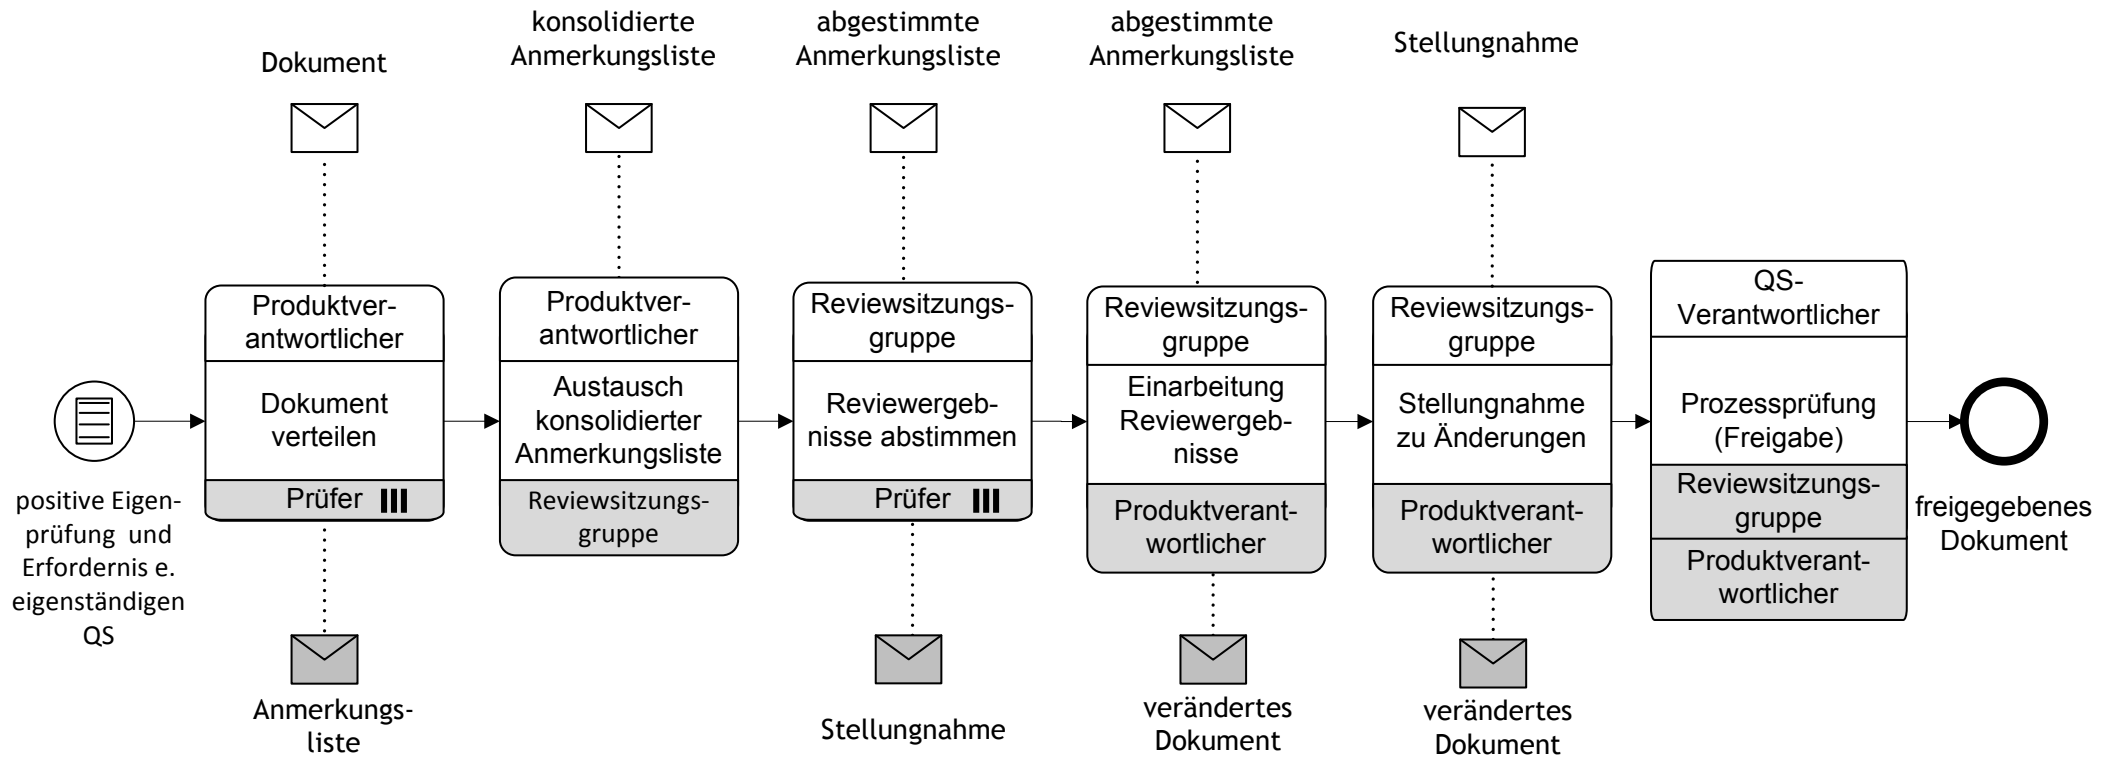 Dokument
konsolidierte
Anmerkungsliste
abgestimmte
Anmerkungsliste
abgestimmte
Anmerkungsliste
Stellungnahme
positive Eigen-
prüfung und
Erfordernis e.
eigenständigen
QS
Produktver-
antwortlicher
Dokument
verteilen
Prüfer
Anmerkungs-
liste
Produktver-
antwortlicher
Austausch
konsolidierter
Anmerkungsliste
Reviewsitzungs-
gruppe
Reviewsitzungs-
gruppe
Reviewergeb-
nisse abstimmen
Prüfer
Stellungnahme
Reviewsitzungs-
gruppe
Einarbeitung
Reviewergeb-
nisse
Produktverant-
wortlicher
verändertes
Dokument
Reviewsitzungs-
gruppe
Stellungnahme
zu Änderungen
Produktverant-
wortlicher
verändertes
Dokument
QS-
Verantwortlicher
Prozessprüfung
(Freigabe)
Reviewsitzungs-
gruppe
Produktverant-
wortlicher
freigegebenes
Dokument